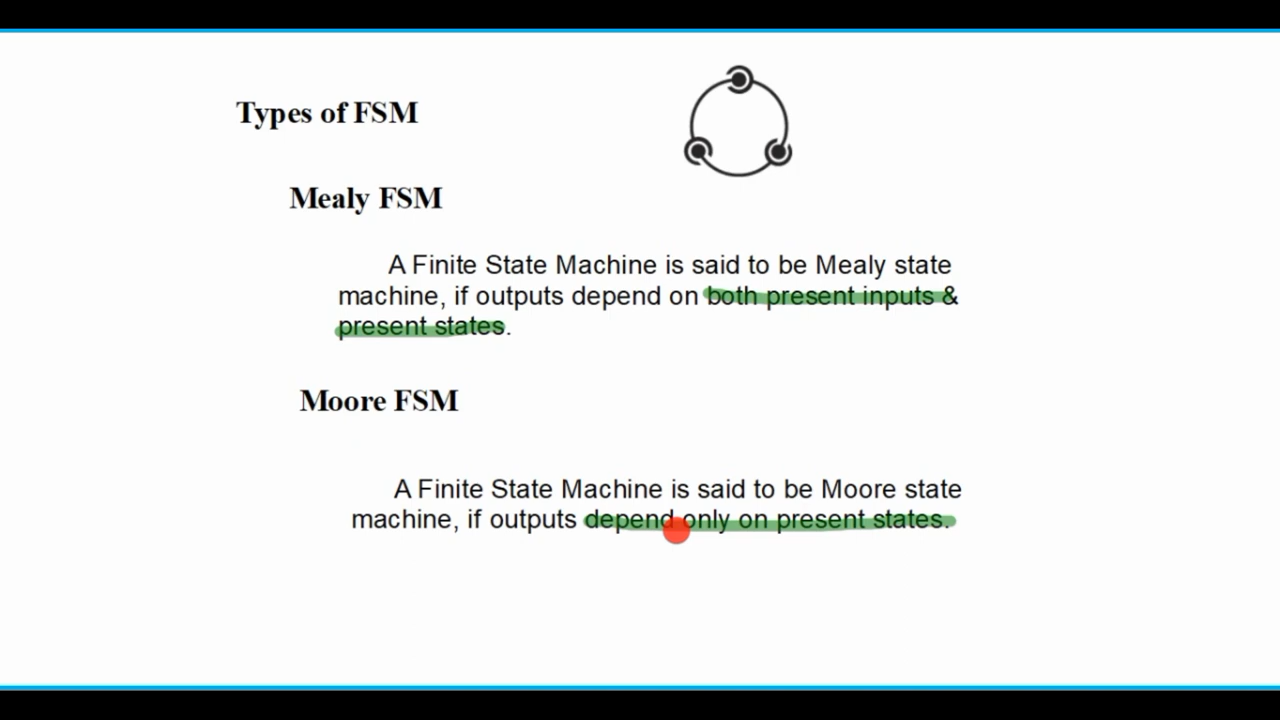 Types of FSM
Mealy FSM
A Finite State Machine is said to be Mealy state
machine, if outputs depend on both present inputs &
present states.
Moore FSM
A Finite State Machine is said to be Moore state
machine, if outputs depend only on present states.